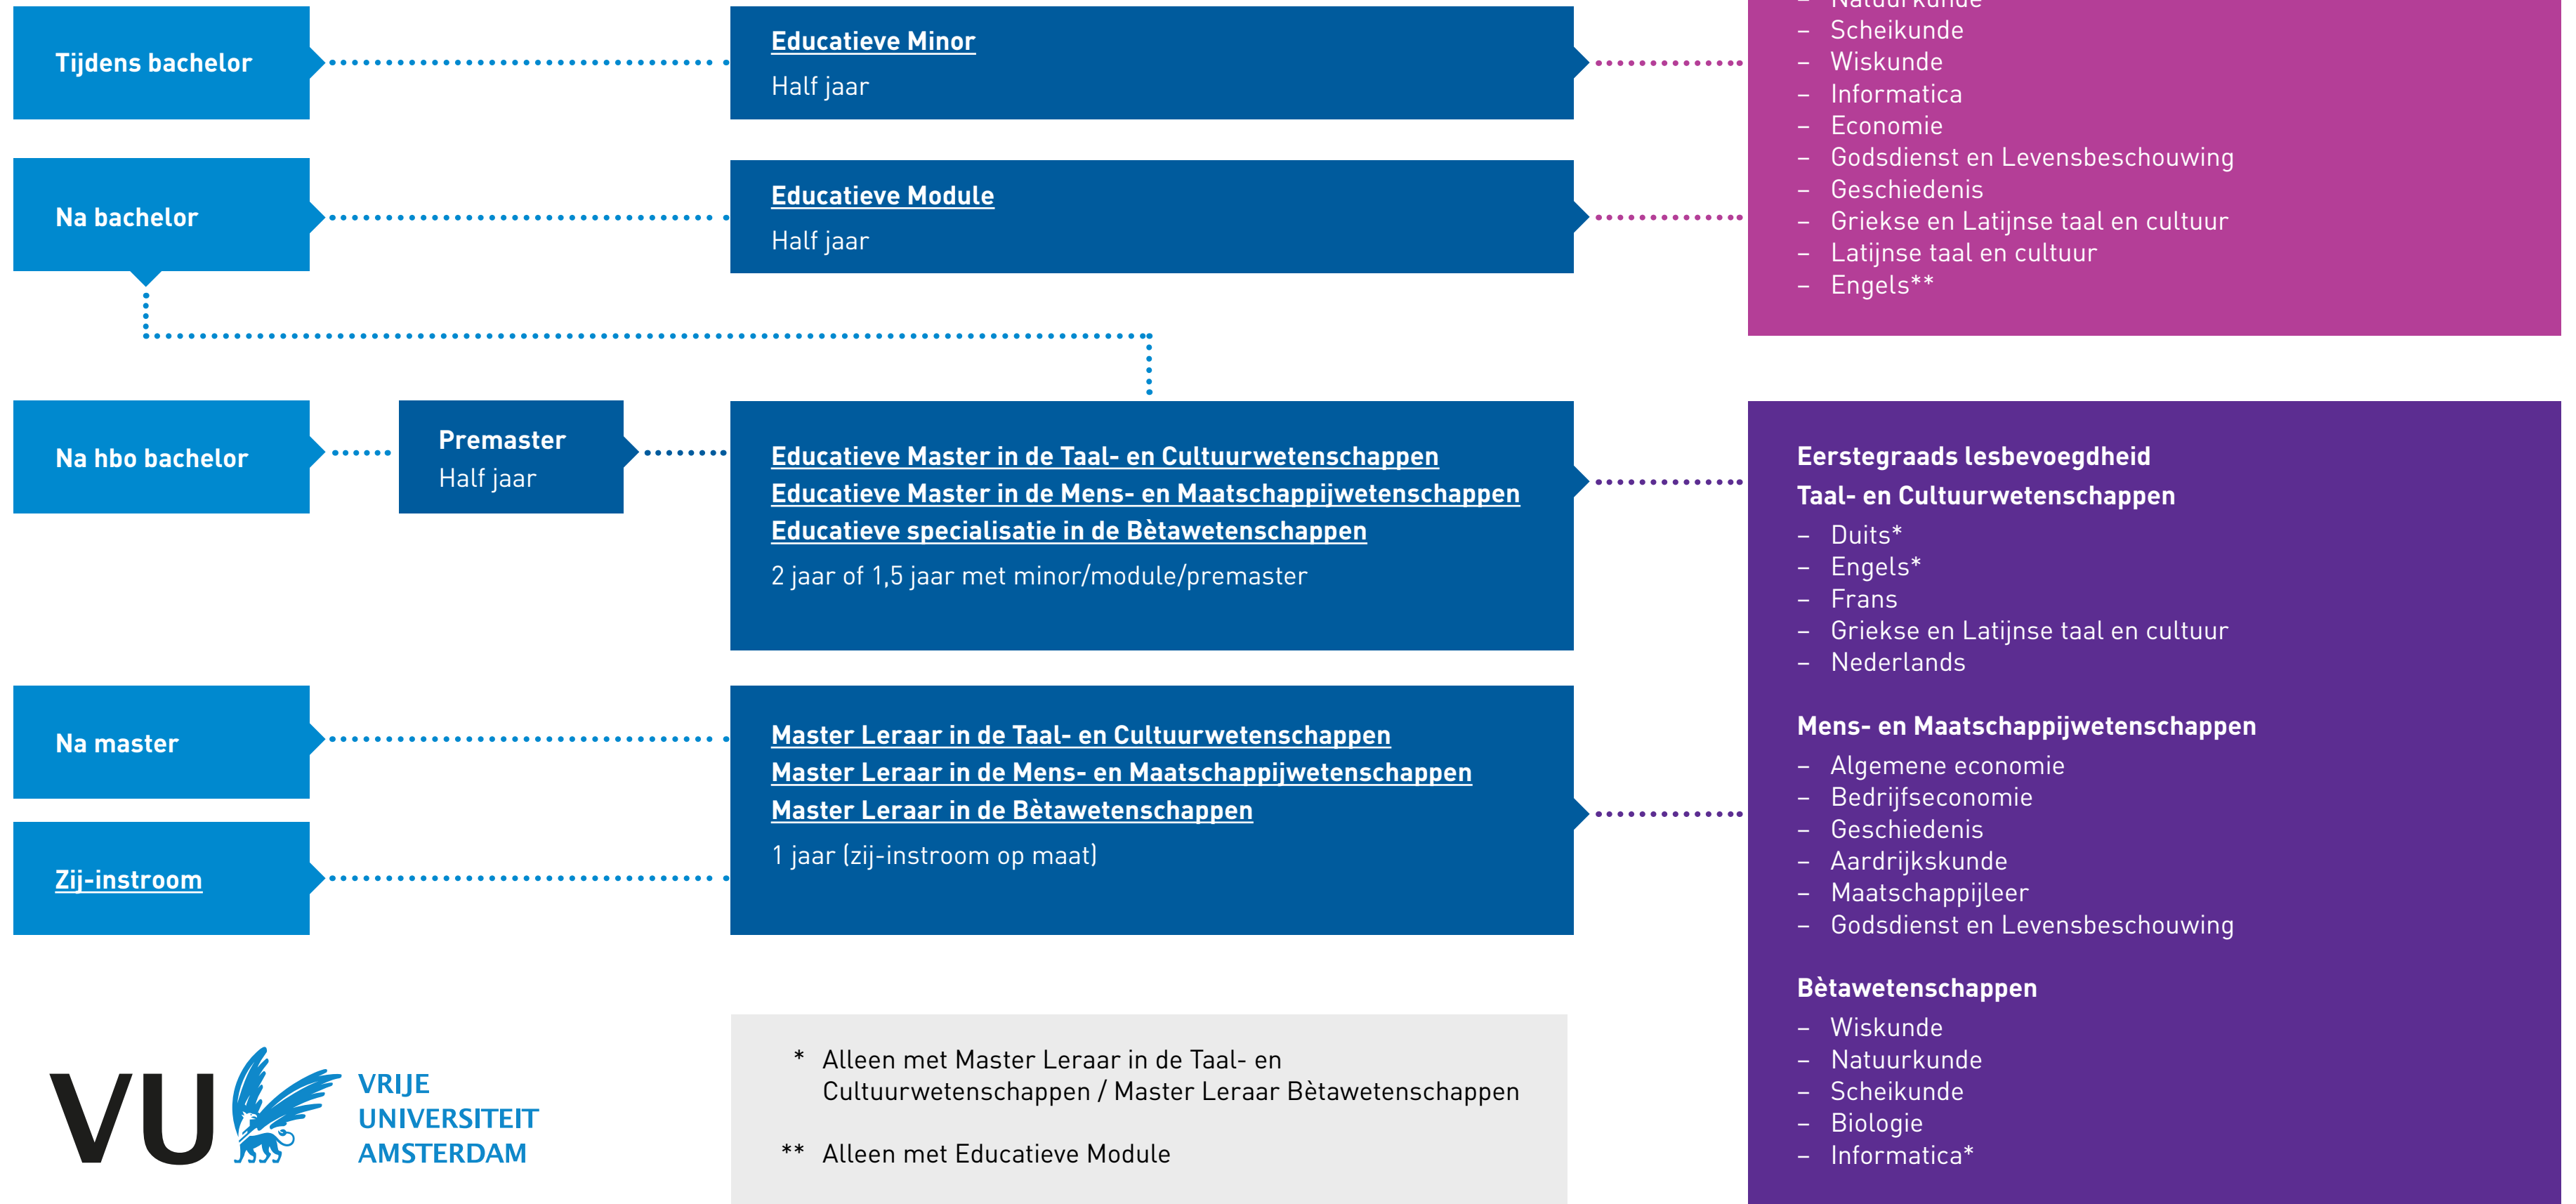 Tijdens bachelor
Educatieve Minor
Half jaar
– Natuurkunde
– Scheikunde
– Wiskunde
– Informatica
– Economie
– Godsdienst en Levensbeschouwing
– Geschiedenis
– Griekse en Latijnse taal en cultuur
– Latijnse taal en cultuur
– Engels**
Na bachelor
Educatieve Module
Half jaar
Na hbo bachelor
Premaster
Half jaar
Educatieve Master in de Taal- en Cultuurwetenschappen
Educatieve Master in de Mens- en Maatschappijwetenschappen
Educatieve specialisatie in de Bètawetenschappen
2 jaar of 1,5 jaar met minor/module/premaster
Na master
Zij-instroom
Master Leraar in de Taal- en Cultuurwetenschappen
Master Leraar in de Mens- en Maatschappijwetenschappen
Master Leraar in de Bètawetenschappen
1 jaar (zij-instroom op maat)
Eerstegraads lesbevoegdheid
Taal- en Cultuurwetenschappen
– Duits*
– Engels*
– Frans
– Griekse en Latijnse taal en cultuur
– Nederlands
Mens- en Maatschappijwetenschappen
– Algemene economie
– Bedrijfseconomie
– Geschiedenis
– Aardrijkskunde
– Maatschappijleer
– Godsdienst en Levensbeschouwing
Bètawetenschappen
– Wiskunde
– Natuurkunde
– Scheikunde
– Biologie
– Informatica*
* Alleen met Master Leraar in de Taal- en
Cultuurwetenschappen / Master Leraar Bètawetenschappen
** Alleen met Educatieve Module
VU
VRIJE
UNIVERSITEIT
AMSTERDAM